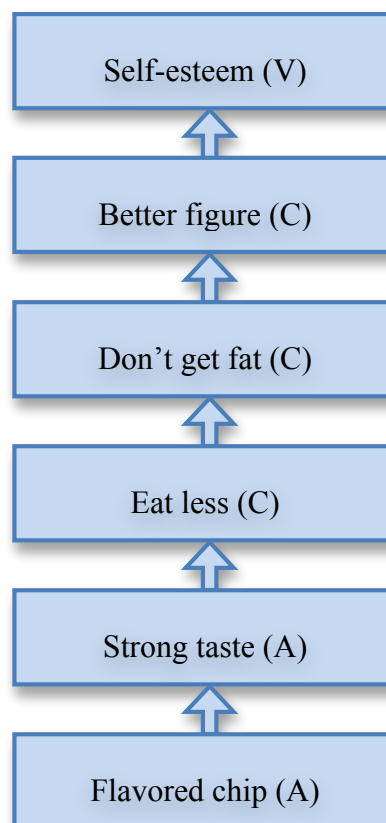 Self-esteem (V)
Better figure (C)
Don’t get fat (C)
Eat less (C)
Strong taste (A)
Flavored chip (A)